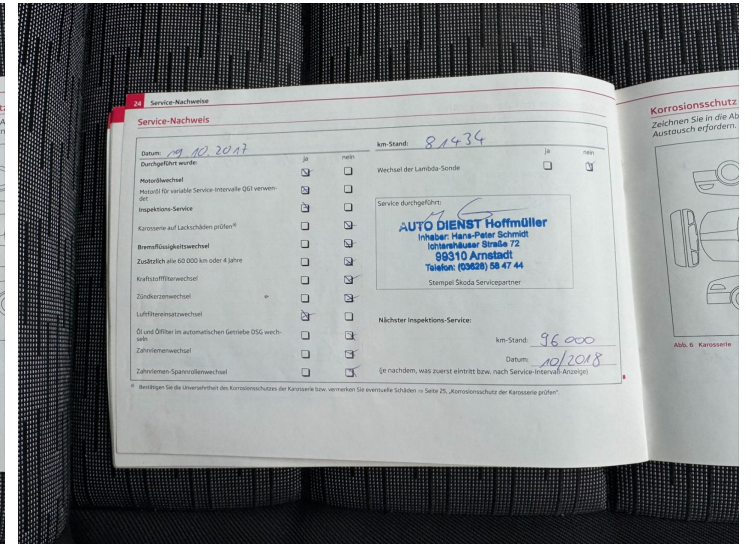 24 Service-Nachweise
Service-Nachweis
Datum: 19.10.2017
km-Stand: 81434
Durchgeführt wurde:
ja nein
Motorölwechsel
Motoröl für variable Service-Intervalle QG1 verwen-
det
Inspektions-Service
Karosserie auf Lackschäden prüfen a)
Bremsflüssigkeitswechsel
Zusätzlich alle 60 000 km oder 4 Jahre
Kraftstofffilterwechsel
Zündkerzenwechsel
Luftfiltereinsatzwechsel
Öl und Ölfilter im automatischen Getriebe DSG wech-
seln
Zahnriemenwechsel
Zahnriemen-Spannrollenwechsel
ja nein
Wechsel der Lambda-Sonde
Service durchgeführt:
AUTO DIENST Hoffmüller
Inhaber: Hans-Peter Schmidt
Ichtershäuser Straße 72
99310 Arnstadt
Telefon: (03628) 58 47 44
Stempel Škoda Servicepartner
Nächster Inspektions-Service:
km-Stand: 96 000
Datum: 10/2018
(je nachdem, was zuerst eintritt bzw. nach Service-Intervall-Anzeige)
a) Bestätigen Sie die Unversehrtheit des Korrosionsschutzes der Karosserie bzw. vermerken Sie eventuelle Schäden ⇒ Seite 25, „Korrosionsschutz der Karosserie prüfen“.
Korrosionsschutz
Zeichnen Sie in die Ab
Austausch erfordern.
Abb. 6 Karosserie